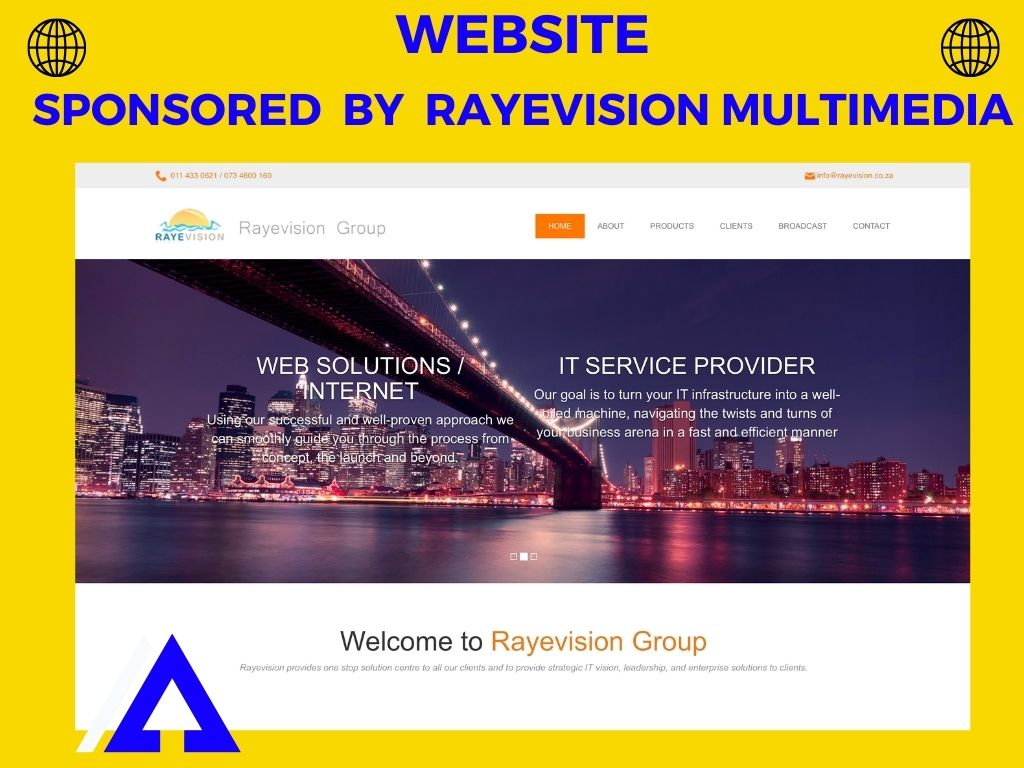 WEBSITE
SPONSORED BY RAYEVISION MULTIMEDIA
011 433 0621 / 073 4600 160
info@rayevision.co.za
RAYEVISION
Rayevision Group
HOME ABOUT PRODUCTS CLIENTS BROADCAST CONTACT
WEB SOLUTIONS /
INTERNET
Using our successful and well-proven approach we
can smoothly guide you through the process from
concept, the launch and beyond.
IT SERVICE PROVIDER
Our goal is to turn your IT infrastructure into a well-
oiled machine, navigating the twists and turns of
your business arena in a fast and efficient manner
Welcome to Rayevision Group
Rayevision provides one stop solution centre to all our clients and to provide strategic IT vision, leadership, and enterprise solutions to clients.